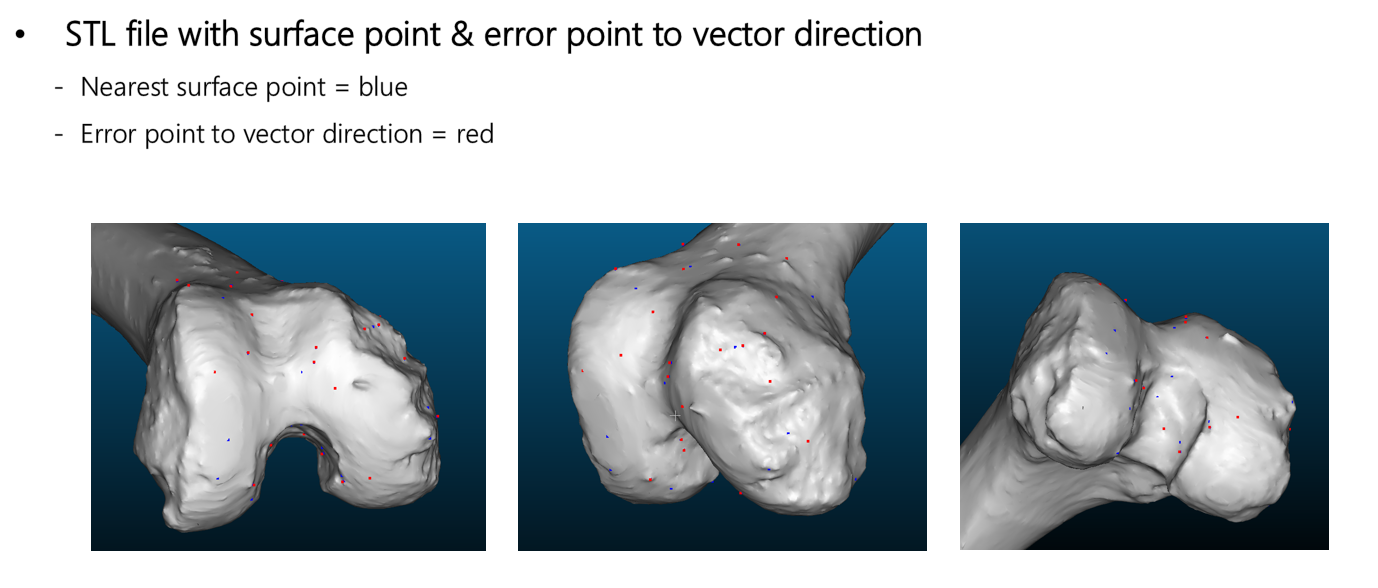 • STL file with surface point & error point to vector direction
- Nearest surface point = blue
- Error point to vector direction = red